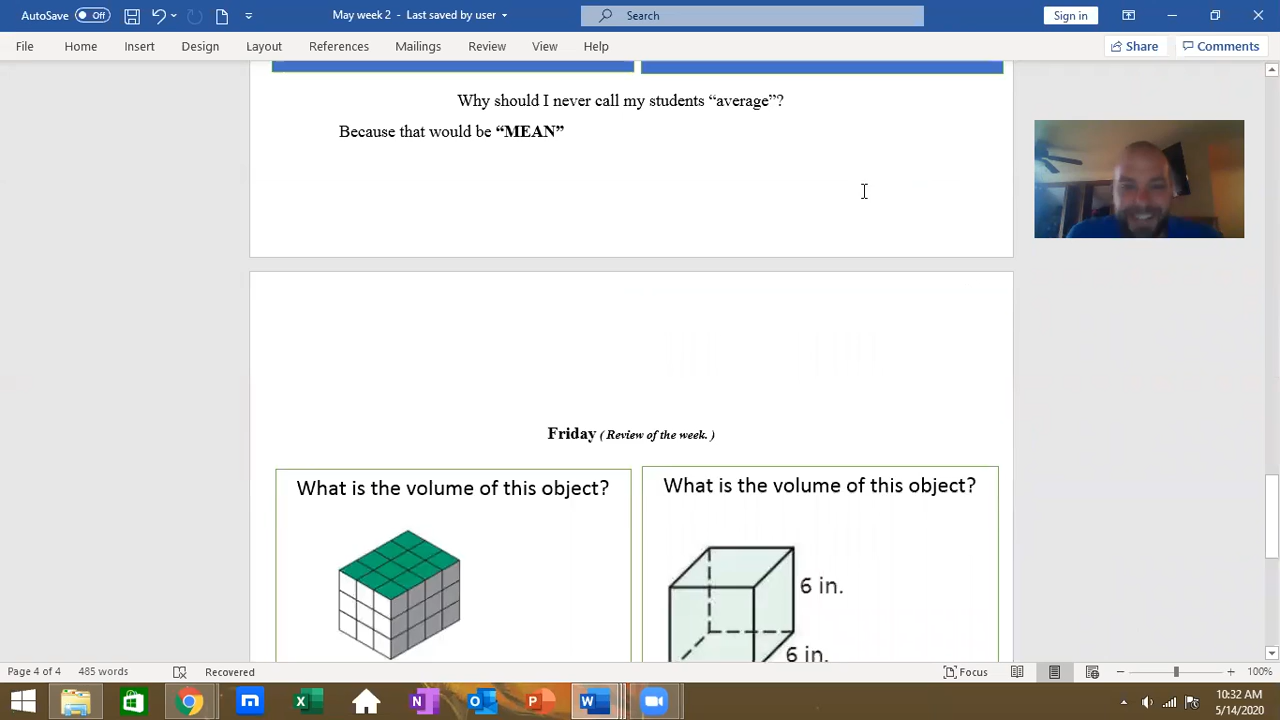 AutoSave Off May week 2 - Last saved by user Search Sign in
File Home Insert Design Layout References Mailings Review View Help Share Comments
Why should I never call my students “average”?
Because that would be “MEAN”
Friday ( Review of the week. )
What is the volume of this object?
What is the volume of this object?
6 in.
6 in.
Page 4 of 4 485 words Recovered Focus 100%
10:32 AM
5/14/2020